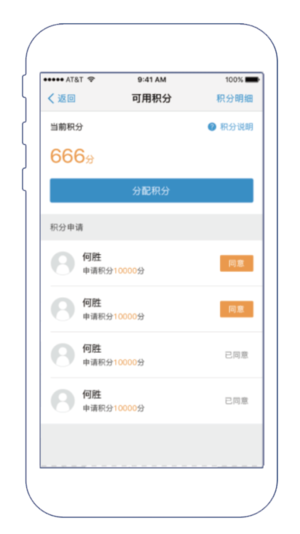 AT&T 9:41 AM 100%
返回 可用积分 积分明细
当前积分 积分说明
666分
分配积分
积分申请
何胜
申请积分10000分 同意
何胜
申请积分10000分 同意
何胜
申请积分10000分 已同意
何胜
申请积分10000分 已同意